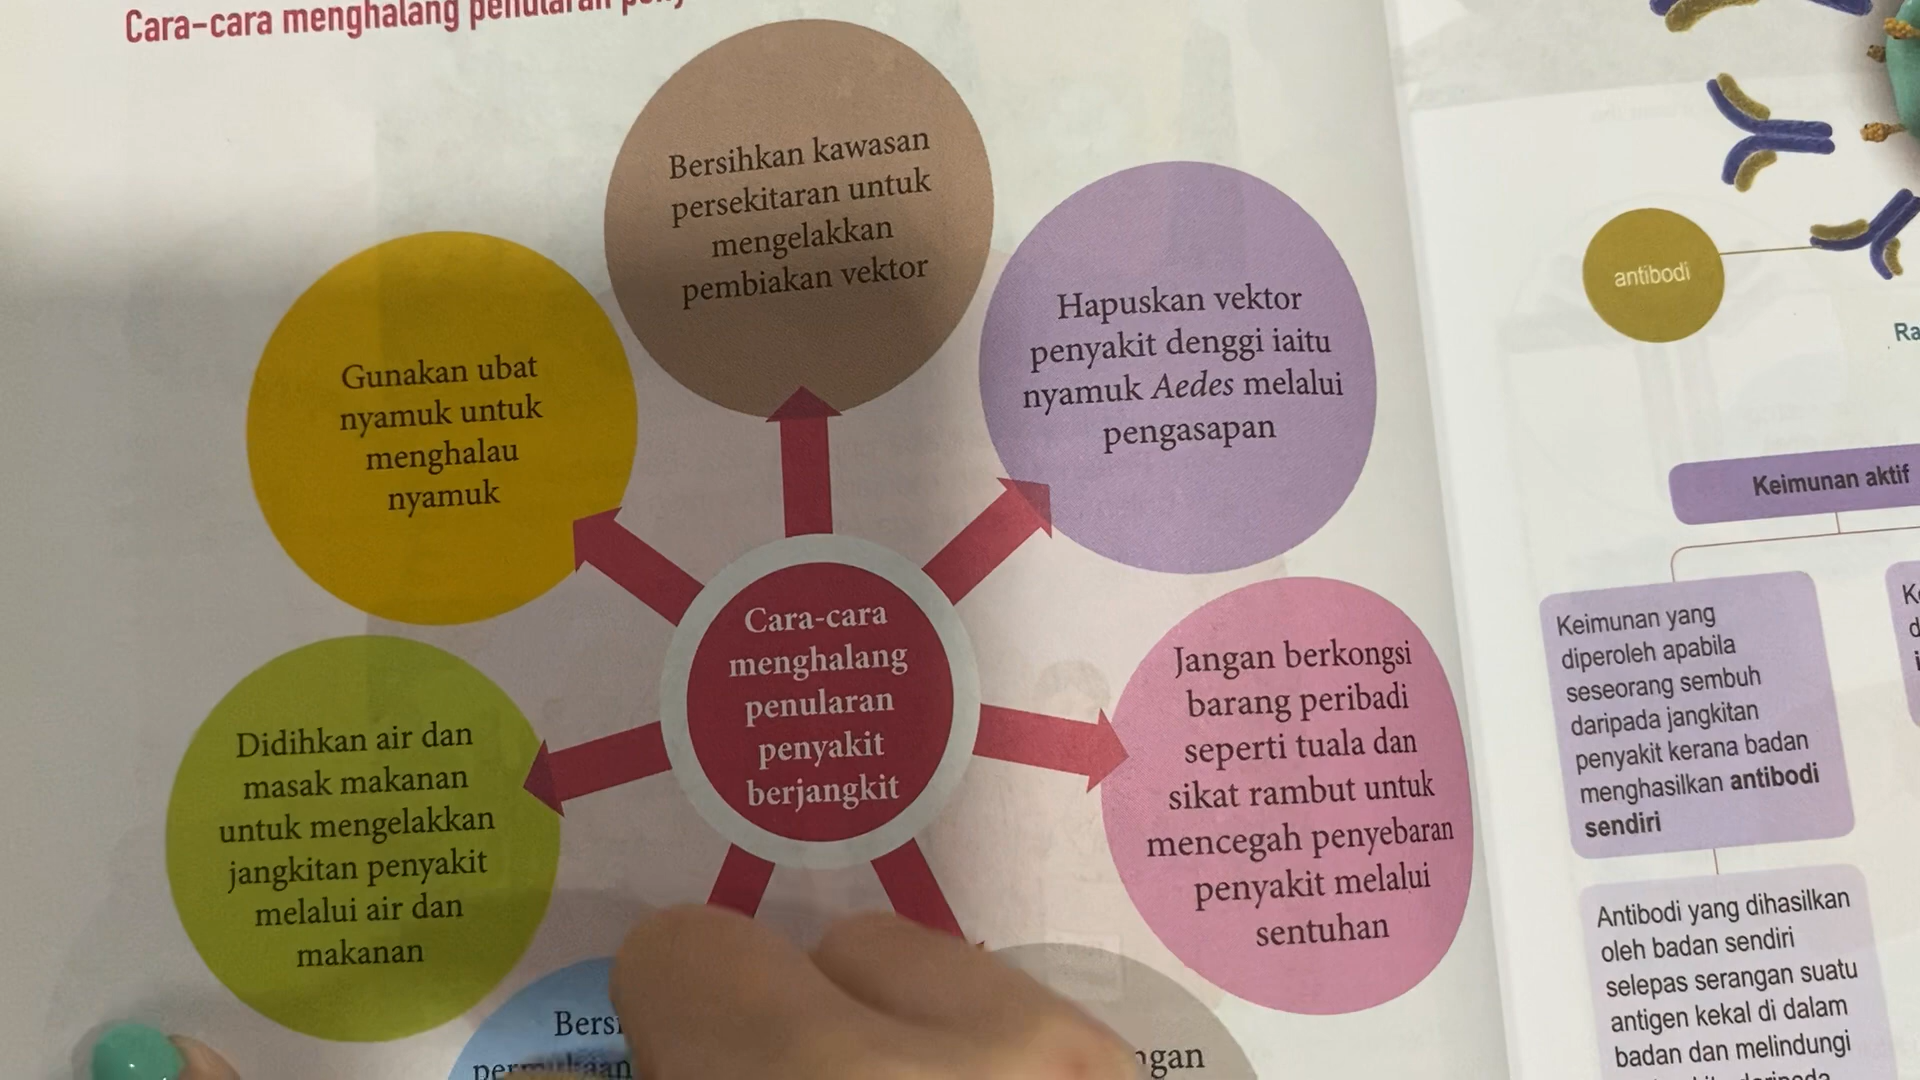 Cara-cara menghalang penularan
Bersihkan kawasan
persekitaran untuk
mengelakkan
pembiakan vektor
Hapuskan vektor
penyakit denggi iaitu
nyamuk Aedes melalui
pengasapan
Gunakan ubat
nyamuk untuk
menghalau
nyamuk
Cara-cara
menghalang
penularan
penyakit
berjangkit
Jangan berkongsi
barang peribadi
seperti tuala dan
sikat rambut untuk
mencegah penyebaran
penyakit melalui
sentuhan
Didihkan air dan
masak makanan
untuk mengelakkan
jangkitan penyakit
melalui air dan
makanan
antibodi
Keimunan aktif
Keimunan yang
diperoleh apabila
seseorang sembuh
daripada jangkitan
penyakit kerana badan
menghasilkan antibodi
sendiri
Antibodi yang dihasilkan
oleh badan sendiri
selepas serangan suatu
antigen kekal di dalam
badan dan melindungi